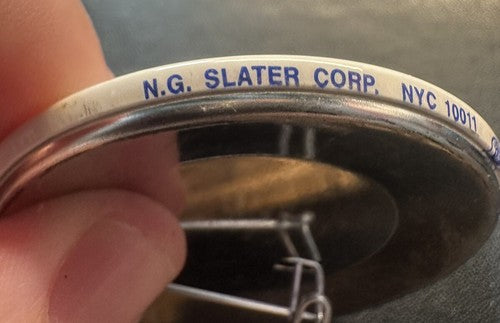 N.G. SLATER CORP. NYC 10011